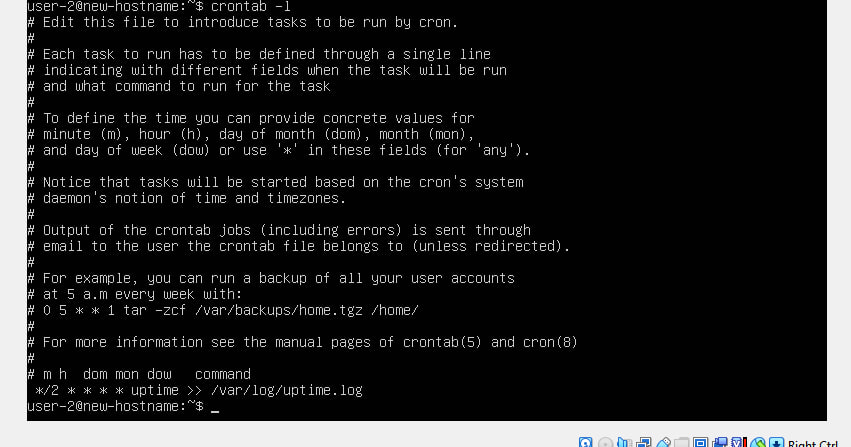 user-2@new-hostname:~$ crontab -l
# Edit this file to introduce tasks to be run by cron.
#
# Each task to run has to be defined through a single line
# indicating with different fields when the task will be run
# and what command to run for the task
#
# To define the time you can provide concrete values for
# minute (m), hour (h), day of month (dom), month (mon),
# and day of week (dow) or use '*' in these fields (for 'any').
#
# Notice that tasks will be started based on the cron's system
# daemon's notion of time and timezones.
#
# Output of the crontab jobs (including errors) is sent through
# email to the user the crontab file belongs to (unless redirected).
#
# For example, you can run a backup of all your user accounts
# at 5 a.m every week with:
# 0 5 * * 1 tar -zcf /var/backups/home.tgz /home/
#
# For more information see the manual pages of crontab(5) and cron(8)
#
# m h  dom mon dow   command
 */2 * * * * uptime >> /var/log/uptime.log
user-2@new-hostname:~$ _
Right Ctrl